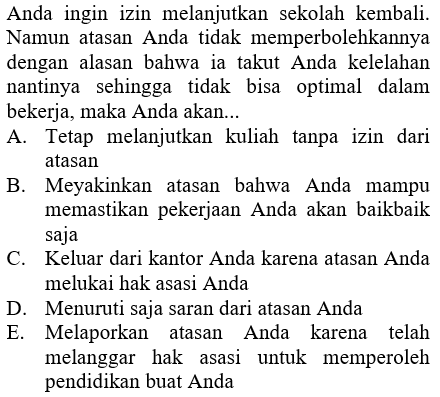 Anda ingin izin melanjutkan sekolah kembali.
Namun atasan Anda tidak memperbolehkannya
dengan alasan bahwa ia takut Anda kelelahan
nantinya sehingga tidak bisa optimal dalam
bekerja, maka Anda akan...
A. Tetap melanjutkan kuliah tanpa izin dari
atasan
B. Meyakinkan atasan bahwa Anda mampu
memastikan pekerjaan Anda akan baikbaik
saja
C. Keluar dari kantor Anda karena atasan Anda
melukai hak asasi Anda
D. Menuruti saja saran dari atasan Anda
E. Melaporkan atasan Anda karena telah
melanggar hak asasi untuk memperoleh
pendidikan buat Anda